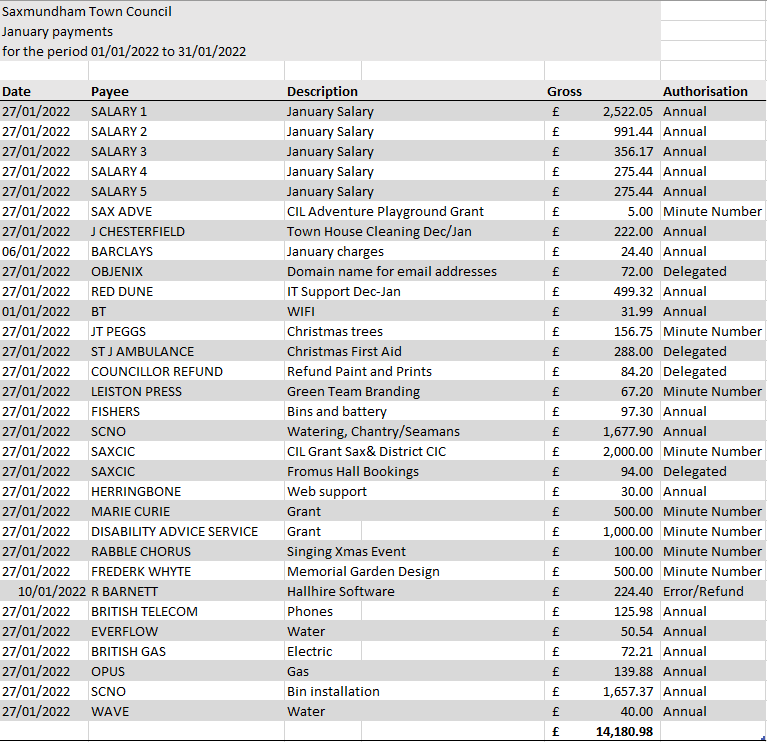 Saxmundham Town Council
January payments
for the period 01/01/2022 to 31/01/2022
Date Payee Description Gross Authorisation
27/01/2022 SALARY 1 January Salary £ 2,522.05 Annual
27/01/2022 SALARY 2 January Salary £ 991.44 Annual
27/01/2022 SALARY 3 January Salary £ 356.17 Annual
27/01/2022 SALARY 4 January Salary £ 275.44 Annual
27/01/2022 SALARY 5 January Salary £ 275.44 Annual
27/01/2022 SAX ADVE CIL Adventure Playground Grant £ 5.00 Minute Number
27/01/2022 J CHESTERFIELD Town House Cleaning Dec/Jan £ 222.00 Annual
06/01/2022 BARCLAYS January charges £ 24.40 Annual
27/01/2022 OBJENIX Domain name for email addresses £ 72.00 Delegated
27/01/2022 RED DUNE IT Support Dec-Jan £ 499.32 Annual
01/01/2022 BT WIFI £ 31.99 Annual
27/01/2022 JT PEGGS Christmas trees £ 156.75 Minute Number
27/01/2022 ST J AMBULANCE Christmas First Aid £ 288.00 Delegated
27/01/2022 COUNCILLOR REFUND Refund Paint and Prints £ 84.20 Delegated
27/01/2022 LEISTON PRESS Green Team Branding £ 67.20 Minute Number
27/01/2022 FISHERS Bins and battery £ 97.30 Annual
27/01/2022 SCNO Watering, Chantry/Seamans £ 1,677.90 Annual
27/01/2022 SAXCIC CIL Grant Sax& District CIC £ 2,000.00 Minute Number
27/01/2022 SAXCIC Fromus Hall Bookings £ 94.00 Delegated
27/01/2022 HERRINGBONE Web support £ 30.00 Annual
27/01/2022 MARIE CURIE Grant £ 500.00 Minute Number
27/01/2022 DISABILITY ADVICE SERVICE Grant £ 1,000.00 Minute Number
27/01/2022 RABBLE CHORUS Singing Xmas Event £ 100.00 Minute Number
27/01/2022 FREDERK WHYTE Memorial Garden Design £ 500.00 Minute Number
10/01/2022 R BARNETT Hallhire Software £ 224.40 Error/Refund
27/01/2022 BRITISH TELECOM Phones £ 125.98 Annual
27/01/2022 EVERFLOW Water £ 50.54 Annual
27/01/2022 BRITISH GAS Electric £ 72.21 Annual
27/01/2022 OPUS Gas £ 139.88 Annual
27/01/2022 SCNO Bin installation £ 1,657.37 Annual
27/01/2022 WAVE Water £ 40.00 Annual
£ 14,180.98